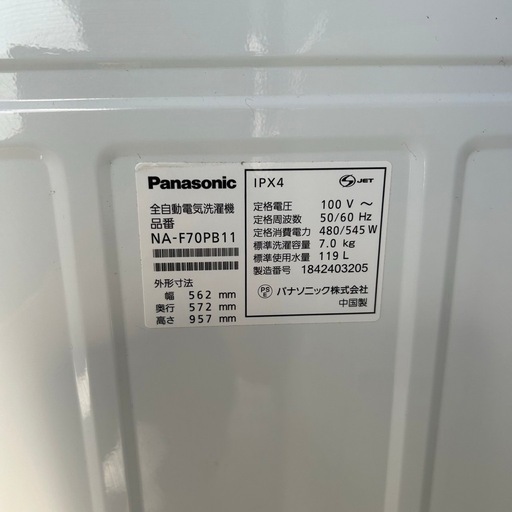 Panasonic
全自動電気洗濯機
品番
NA-F70PB11
外形寸法
幅 562 mm
奥行 572 mm
高さ 957 mm
IPX4
S JET
定格電圧 100 V ～
定格周波数 50/60 Hz
定格消費電力 480/545 W
標準洗濯容量 7.0 kg
標準使用水量 119 L
製造番号 1842403205
PS E パナソニック株式会社
中国製